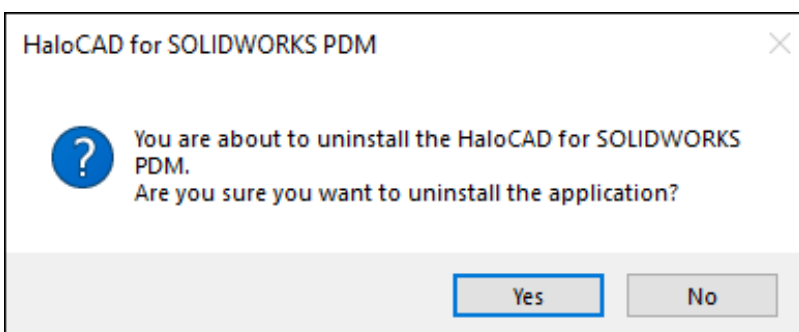 HaloCAD for SOLIDWORKS PDM
You are about to uninstall the HaloCAD for SOLIDWORKS
PDM.
Are you sure you want to uninstall the application?
Yes
No